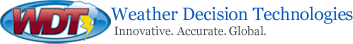 WDT Weather Decision Technologies
Innovative. Accurate. Global.